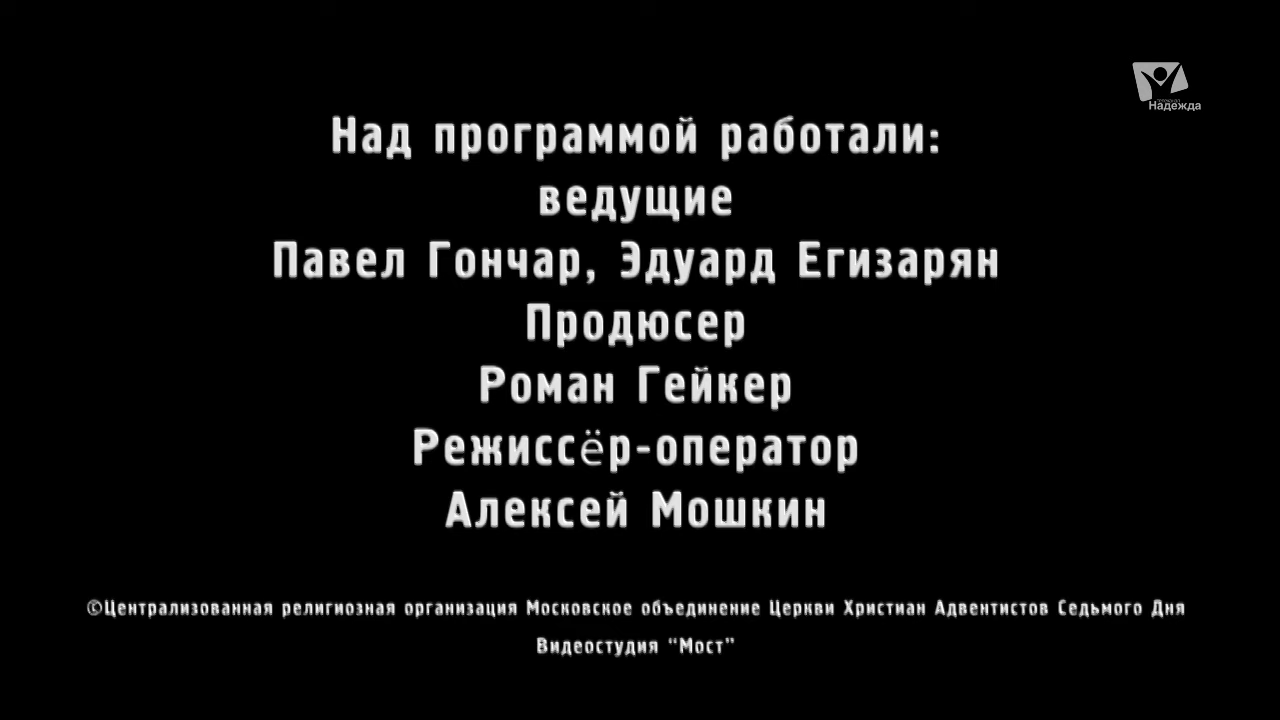 Надежда
Над программой работали:
ведущие
Павел Гончар, Эдуард Егизарян
Продюсер
Роман Гейкер
Режиссёр-оператор
Алексей Мошкин
©Централизованная религиозная организация Московское объединение Церкви Христиан Адвентистов Седьмого Дня
Видеостудия “Мост”